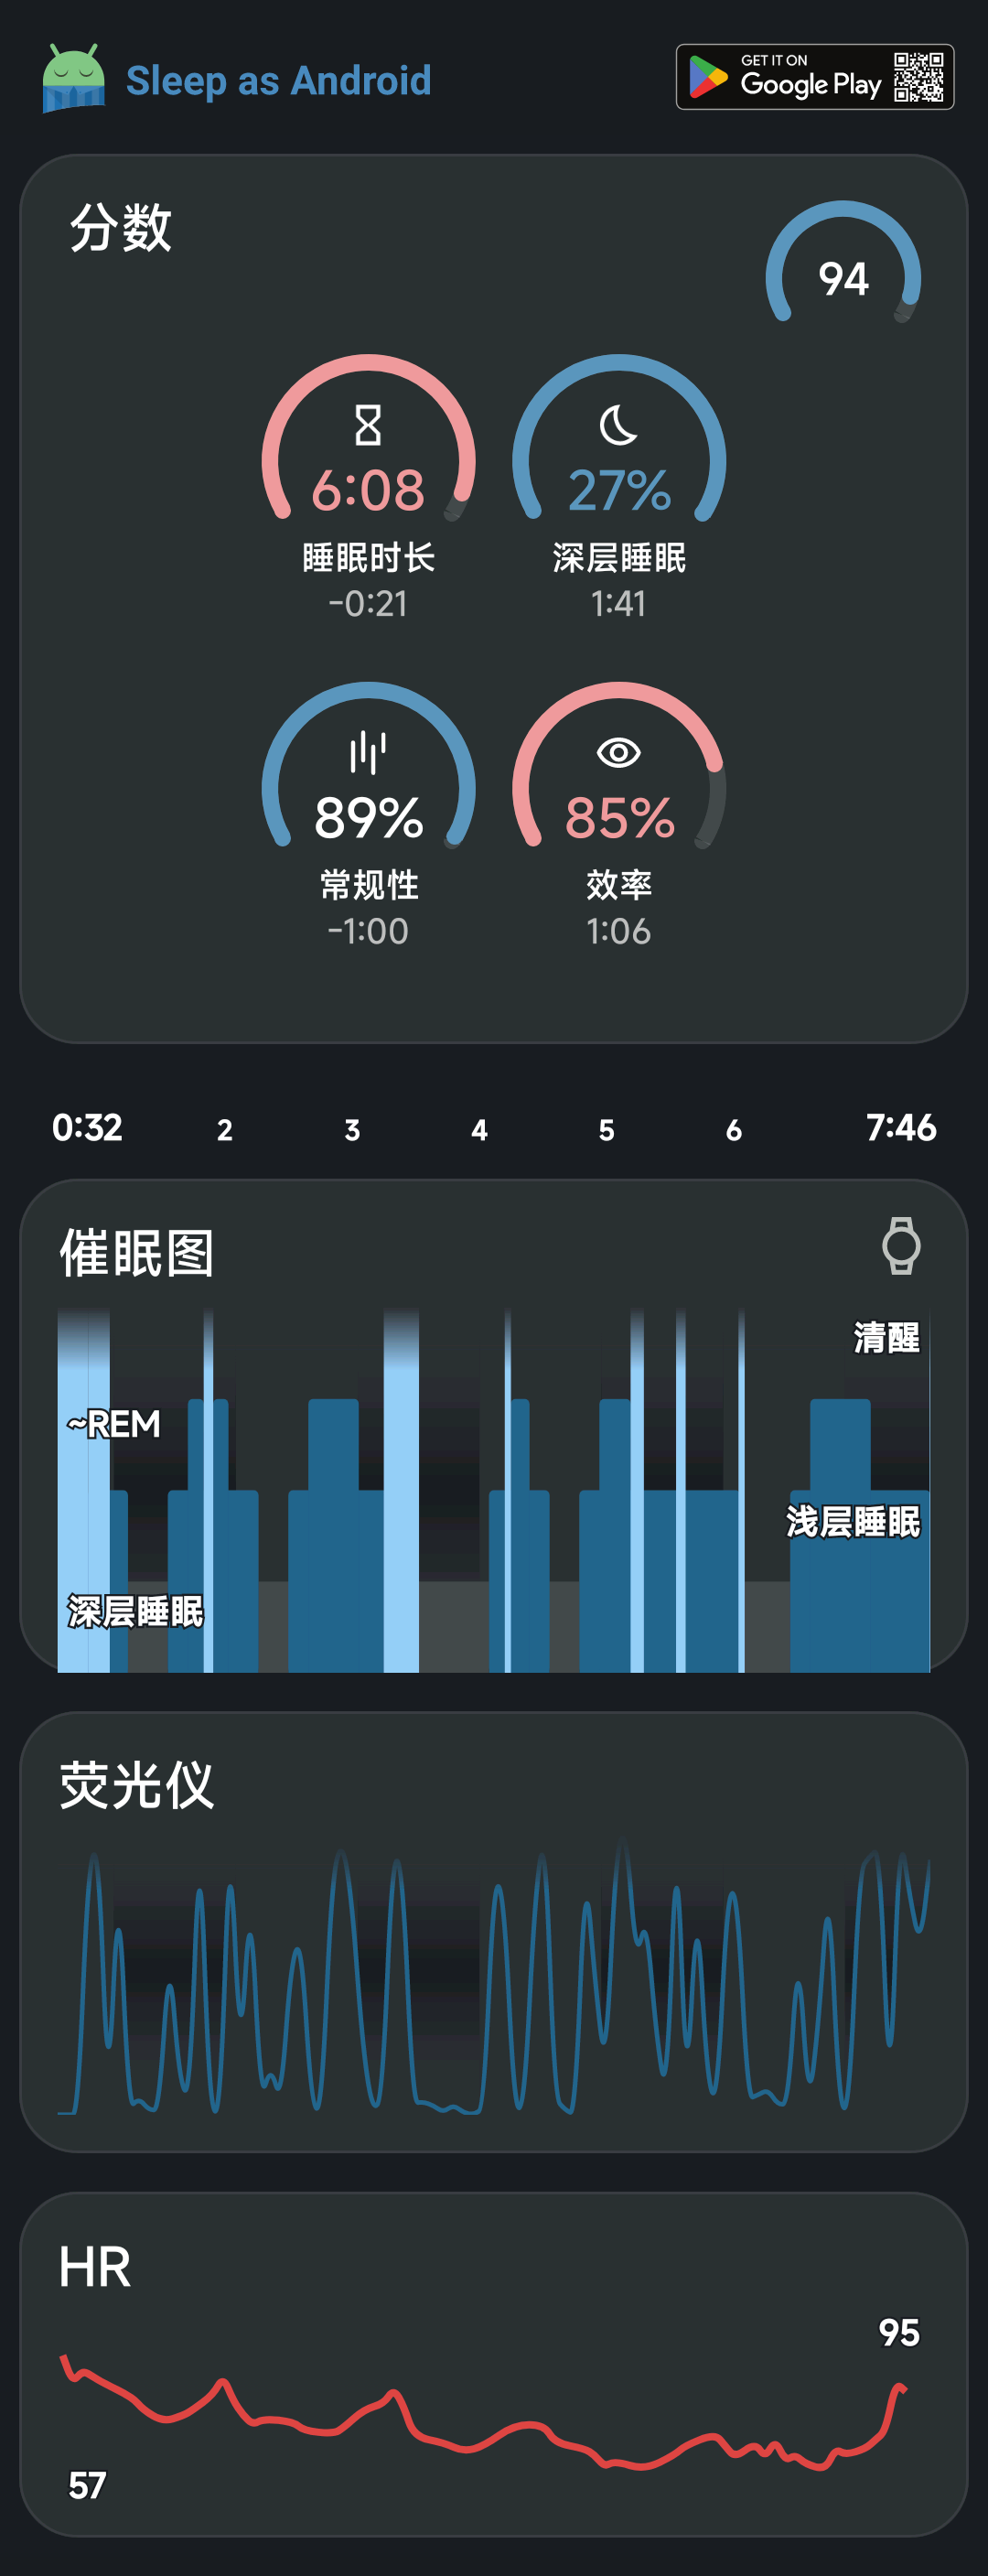 Sleep as Android
GET IT ON
Google Play
分数
94
6:08
睡眠时长
-0:21
27%
深层睡眠
1:41
89%
常规性
-1:00
85%
效率
1:06
0:32 2 3 4 5 6 7:46
催眠图
清醒
~REM
浅层睡眠
深层睡眠
荧光仪
HR
95
57